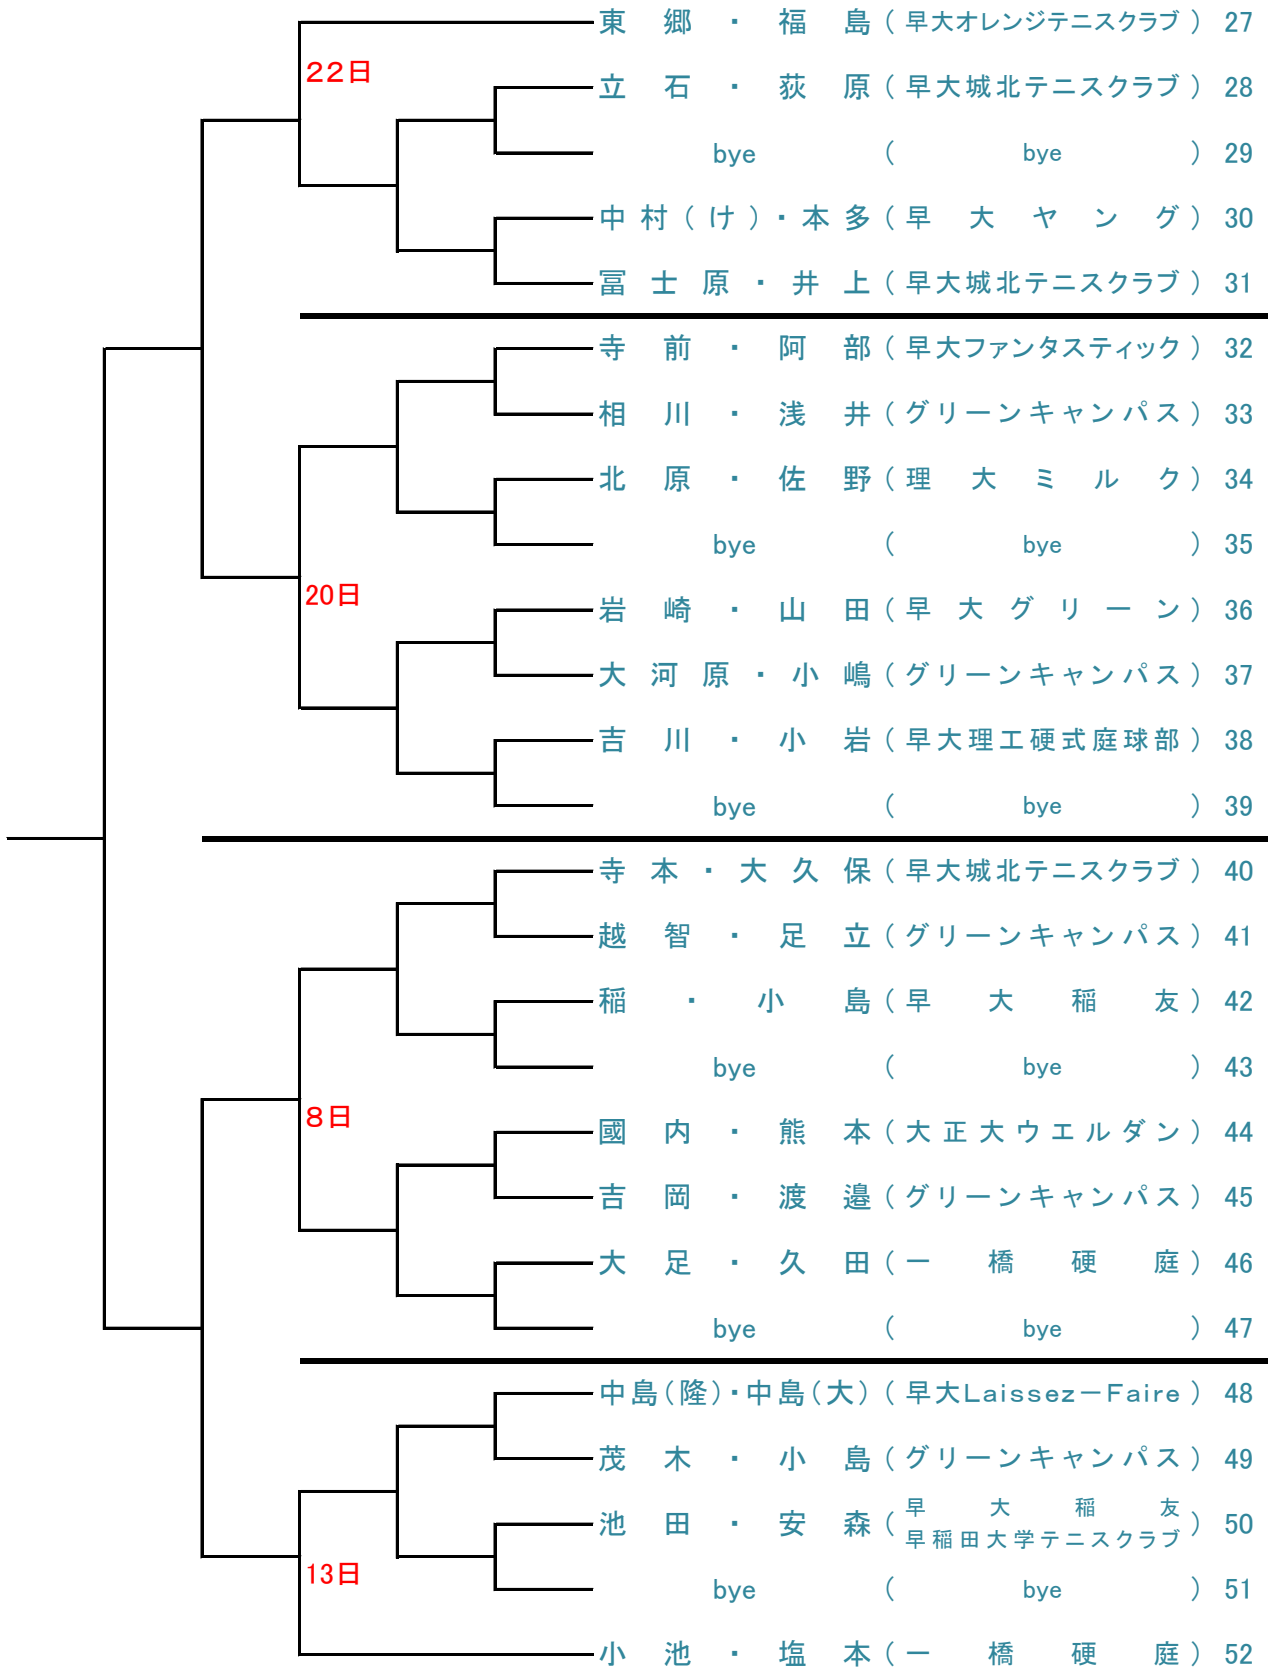 東郷・福島(早大オレンジテニスクラブ) 27
22日
立石・荻原(早大城北テニスクラブ) 28
bye ( bye ) 29
中村(け)・本多(早大ヤング) 30
冨士原・井上(早大城北テニスクラブ) 31
寺前・阿部(早大ファンタスティック) 32
相川・浅井(グリーンキャンパス) 33
北原・佐野(理大ミルク) 34
bye ( bye ) 35
20日
岩崎・山田(早大グリーン) 36
大河原・小嶋(グリーンキャンパス) 37
吉川・小岩(早大理工硬式庭球部) 38
bye ( bye ) 39
寺本・大久保(早大城北テニスクラブ) 40
越智・足立(グリーンキャンパス) 41
稲・小島(早大稲友) 42
bye ( bye ) 43
8日
國内・熊本(大正大ウエルダン) 44
吉岡・渡邉(グリーンキャンパス) 45
大足・久田(一橋硬庭) 46
bye ( bye ) 47
中島(隆)・中島(大)(早大Laissez－Faire) 48
茂木・小島(グリーンキャンパス) 49
池田・安森(早大稲友
早稲田大学テニスクラブ) 50
13日
bye ( bye ) 51
小池・塩本(一橋硬庭) 52